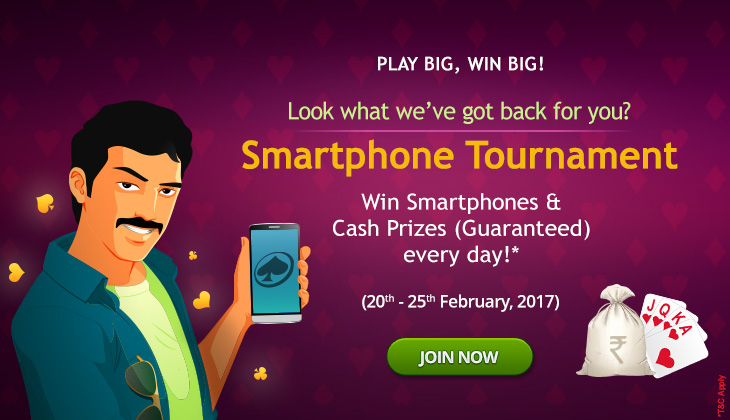 PLAY BIG, WIN BIG!
Look what we've got back for you?
Smartphone Tournament
Win Smartphones &
Cash Prizes (Guaranteed)
every day!*
(20th - 25th February, 2017)
JOIN NOW
₹
J Q K A
*T&C Apply